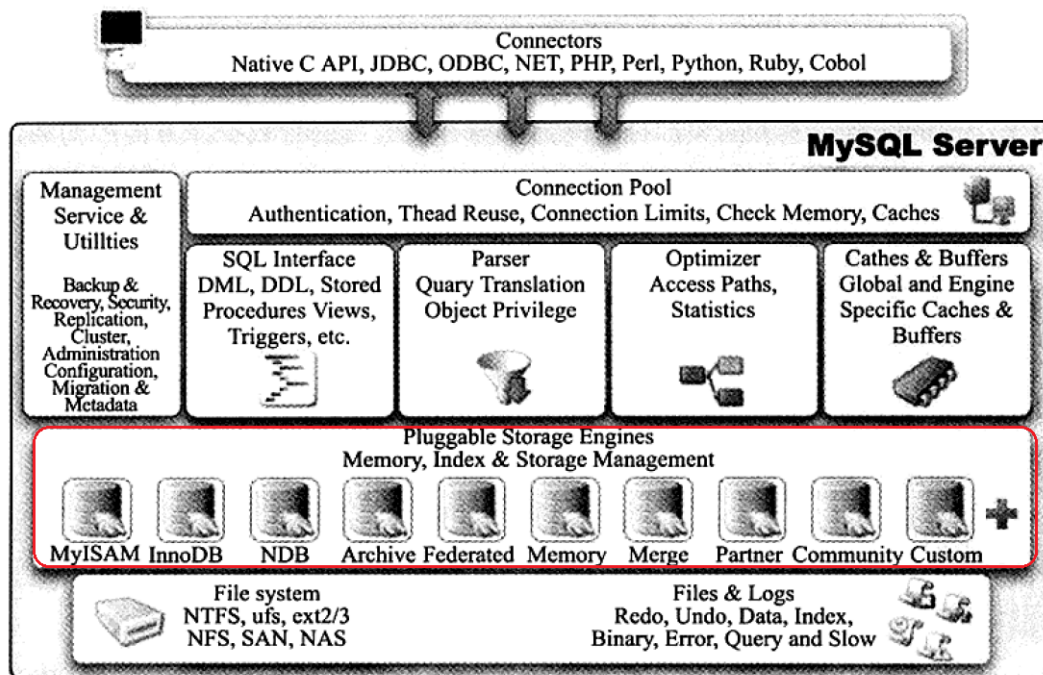 Connectors
Native C API, JDBC, ODBC, NET, PHP, Perl, Python, Ruby, Cobol
MySQL Server
Management
Service &
Utillties
Backup &
Recovery, Security,
Replication,
Cluster,
Administration
Configuration,
Migration &
Metadata
Connection Pool
Authentication, Thead Reuse, Connection Limits, Check Memory, Caches
SQL Interface
DML, DDL, Stored
Procedures Views,
Triggers, etc.
Parser
Quary Translation
Object Privilege
Optimizer
Access Paths,
Statistics
Cathes & Buffers
Global and Engine
Specific Caches &
Buffers
Pluggable Storage Engines
Memory, Index & Storage Management
MyISAM
InnoDB
NDB
Archive
Federated
Memory
Merge
Partner
Community
Custom
File system
NTFS, ufs, ext2/3
NFS, SAN, NAS
Files & Logs
Redo, Undo, Data, Index,
Binary, Error, Query and Slow